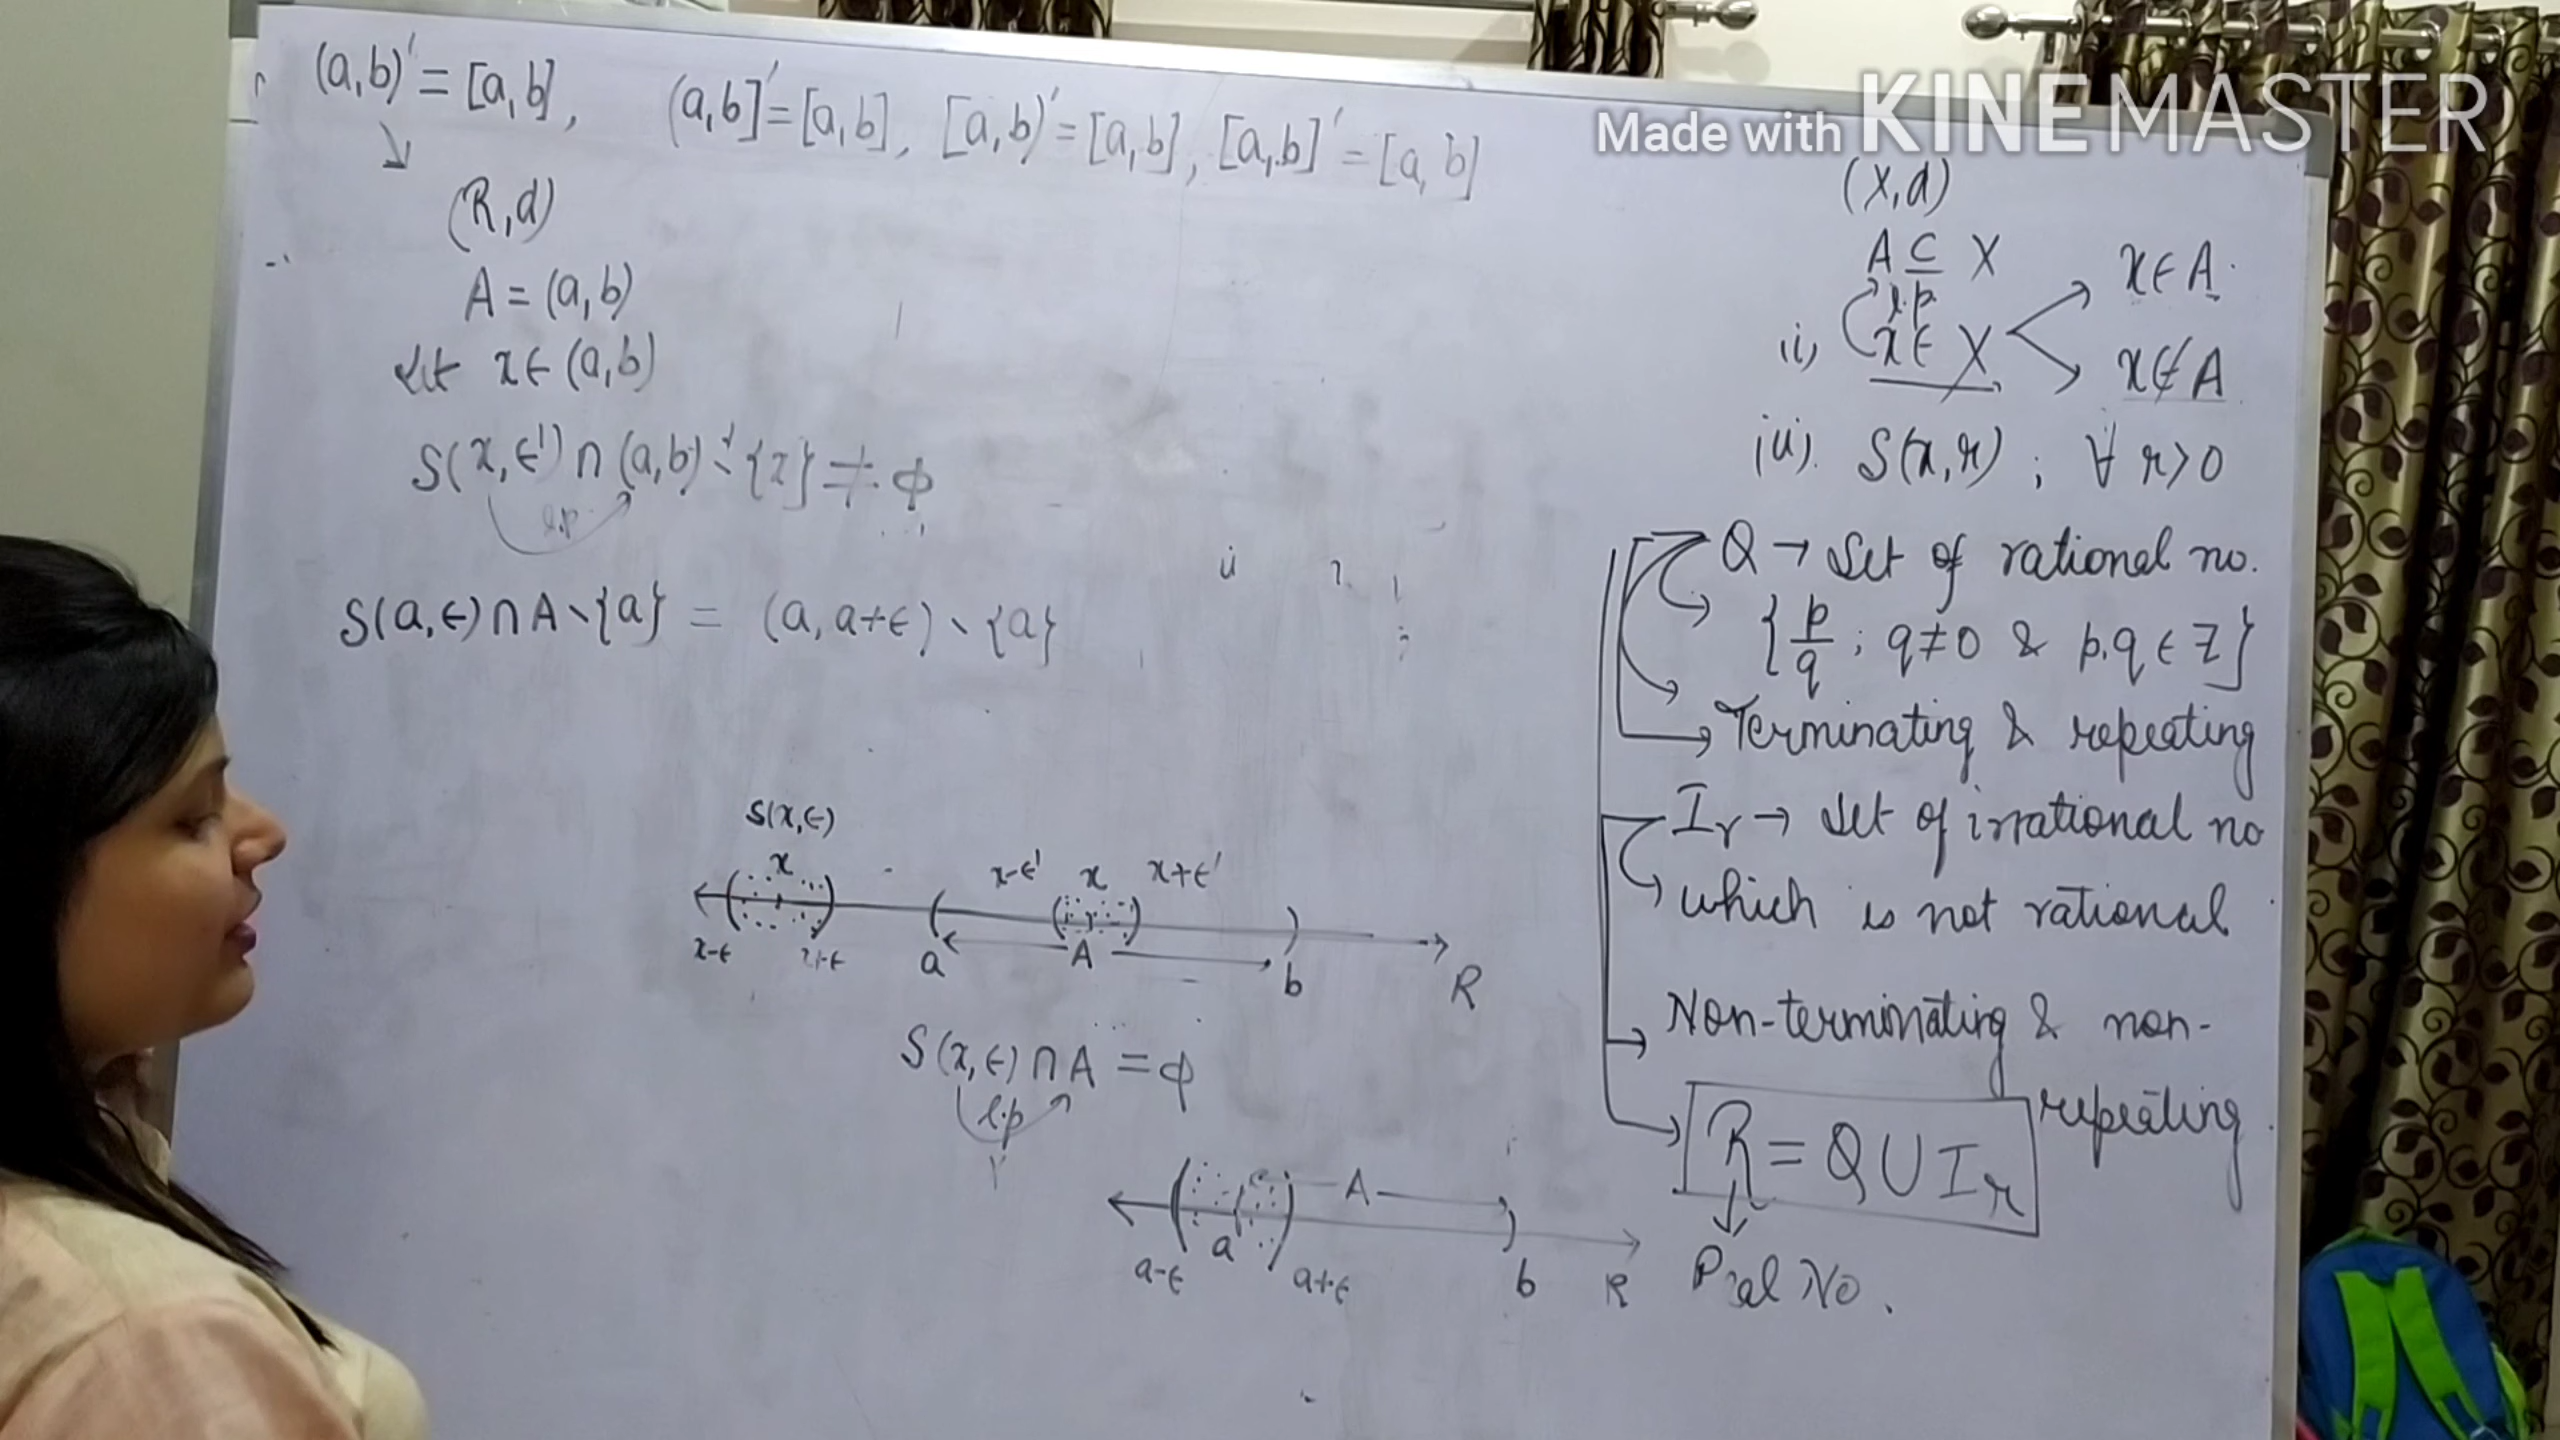 (a,b)' = [a,b], (a,b]' = [a,b], [a,b)' = [a,b], [a,b]' = [a,b]
(R,d)
A = (a,b)
Let x∈(a,b)
S(x,ε')∩(a,b)∖{x} ≠ ϕ
l.p
S(a,ε)∩A∖{a} = (a,a+ε)∖{a}
S(x,ε)
x
x-ε x+ε
a
x-ε' x x+ε'
A
b
R
S(x,ε)∩A = ϕ
l.p
A
a-ε a a+ε b R
Made with KINEMASTER
(X,d)
A ⊆ X
l.p
ii) x∈X
x∈A
x∉A
iii) S(x,r) ; ∀ r>0
Q → Set of rational no.
{p/q ; q≠0 & p,q ∈ Z}
Terminating & repeating
Ir → Set of irrational no
which is not rational
Non-terminating & non-
repeating
R = Q ∪ Ir
Real No.